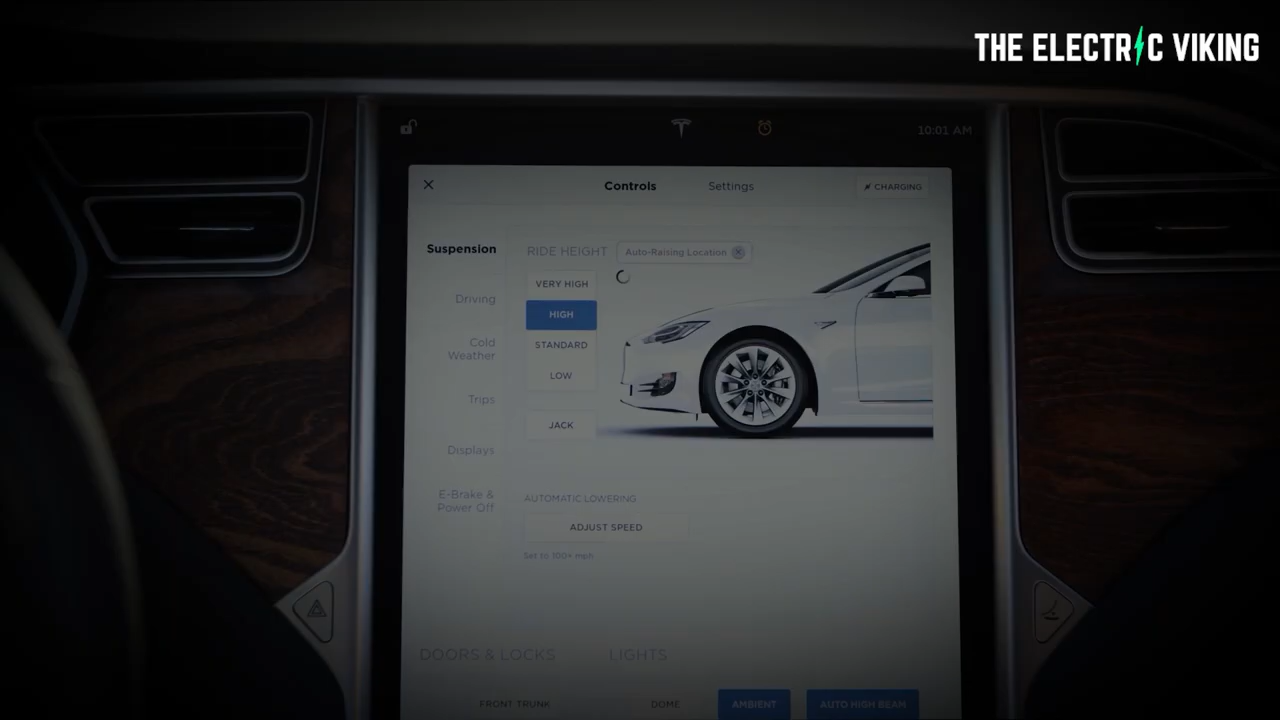 THE ELECTRIC VIKING
10:01 AM
Controls
Settings
CHARGING
Suspension
RIDE HEIGHT
Auto-Raising Location
VERY HIGH
Driving
HIGH
Cold
Weather
STANDARD
LOW
Trips
JACK
Displays
E-Brake &
Power Off
AUTOMATIC LOWERING
ADJUST SPEED
Set to 100+ mph
DOORS & LOCKS
LIGHTS
FRONT TRUNK
DOME
AMBIENT
AUTO HIGH BEAM